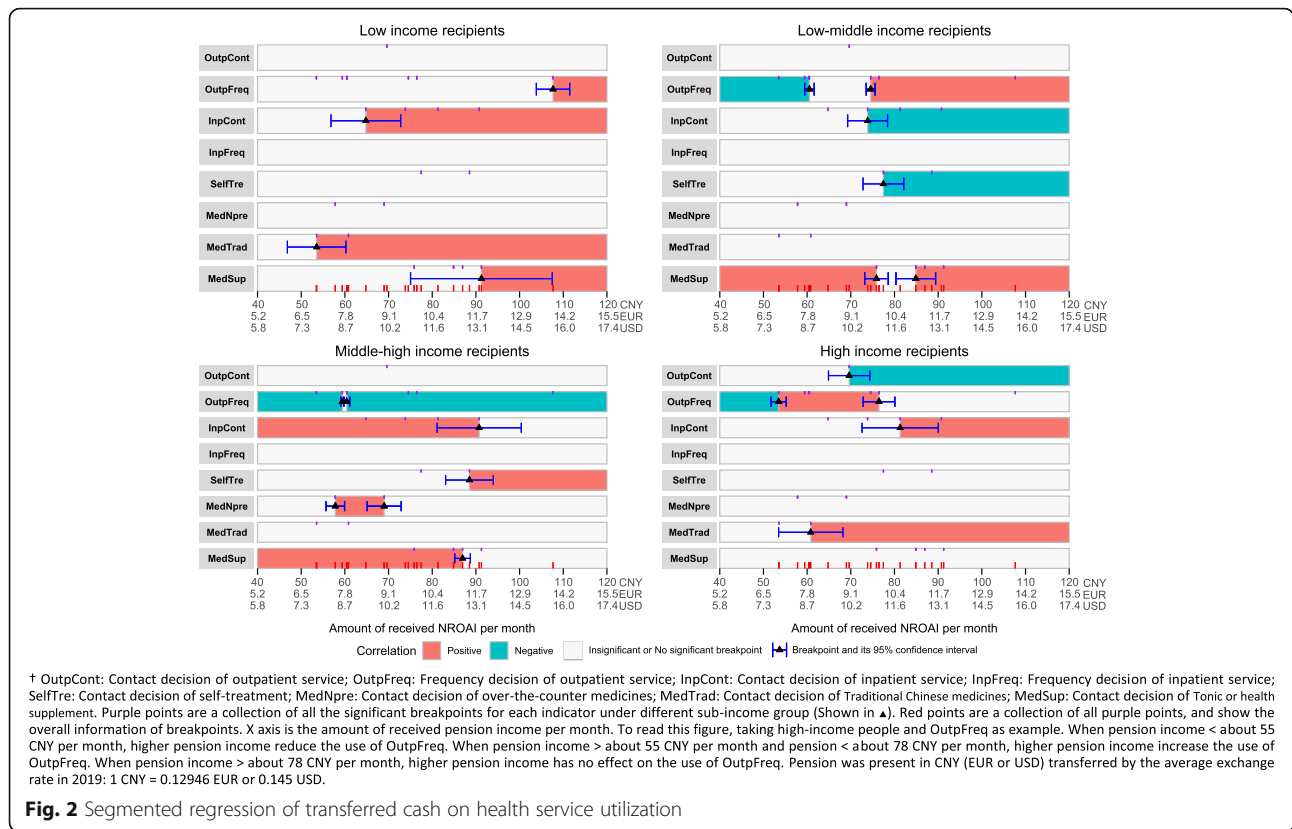 Low income recipients
OutpCont
OutpFreq
InpCont
InpFreq
SelfTre
MedNpre
MedTrad
MedSup
40 50 60 70 80 90 100 110 120 CNY
5.2 6.5 7.8 9.1 10.4 11.7 12.9 14.2 15.5 EUR
5.8 7.3 8.7 10.2 11.6 13.1 14.5 16.0 17.4 USD
Low-middle income recipients
OutpCont
OutpFreq
InpCont
InpFreq
SelfTre
MedNpre
MedTrad
MedSup
40 50 60 70 80 90 100 110 120 CNY
5.2 6.5 7.8 9.1 10.4 11.7 12.9 14.2 15.5 EUR
5.8 7.3 8.7 10.2 11.6 13.1 14.5 16.0 17.4 USD
Middle-high income recipients
OutpCont
OutpFreq
InpCont
InpFreq
SelfTre
MedNpre
MedTrad
MedSup
40 50 60 70 80 90 100 110 120 CNY
5.2 6.5 7.8 9.1 10.4 11.7 12.9 14.2 15.5 EUR
5.8 7.3 8.7 10.2 11.6 13.1 14.5 16.0 17.4 USD
Amount of received NROAI per month
High income recipients
OutpCont
OutpFreq
InpCont
InpFreq
SelfTre
MedNpre
MedTrad
MedSup
40 50 60 70 80 90 100 110 120 CNY
5.2 6.5 7.8 9.1 10.4 11.7 12.9 14.2 15.5 EUR
5.8 7.3 8.7 10.2 11.6 13.1 14.5 16.0 17.4 USD
Amount of received NROAI per month
Correlation Positive Negative Insignificant or No significant breakpoint Breakpoint and its 95% confidence interval
† OutpCont: Contact decision of outpatient service; OutpFreq: Frequency decision of outpatient service; InpCont: Contact decision of inpatient service; InpFreq: Frequency decision of inpatient service;
SelfTre: Contact decision of self-treatment; MedNpre: Contact decision of over-the-counter medicines; MedTrad: Contact decision of Traditional Chinese medicines; MedSup: Contact decision of Tonic or health
supplement. Purple points are a collection of all the significant breakpoints for each indicator under different sub-income group (Shown in ▲). Red points are a collection of all purple points, and show the
overall information of breakpoints. X axis is the amount of received pension income per month. To read this figure, taking high-income people and OutpFreq as example. When pension income < about 55
CNY per month, higher pension income reduce the use of OutpFreq. When pension income > about 55 CNY per month and pension < about 78 CNY per month, higher pension income increase the use of
OutpFreq. When pension income > about 78 CNY per month, higher pension income has no effect on the use of OutpFreq. Pension was present in CNY (EUR or USD) transferred by the average exchange
rate in 2019: 1 CNY = 0.12946 EUR or 0.145 USD.
Fig. 2 Segmented regression of transferred cash on health service utilization